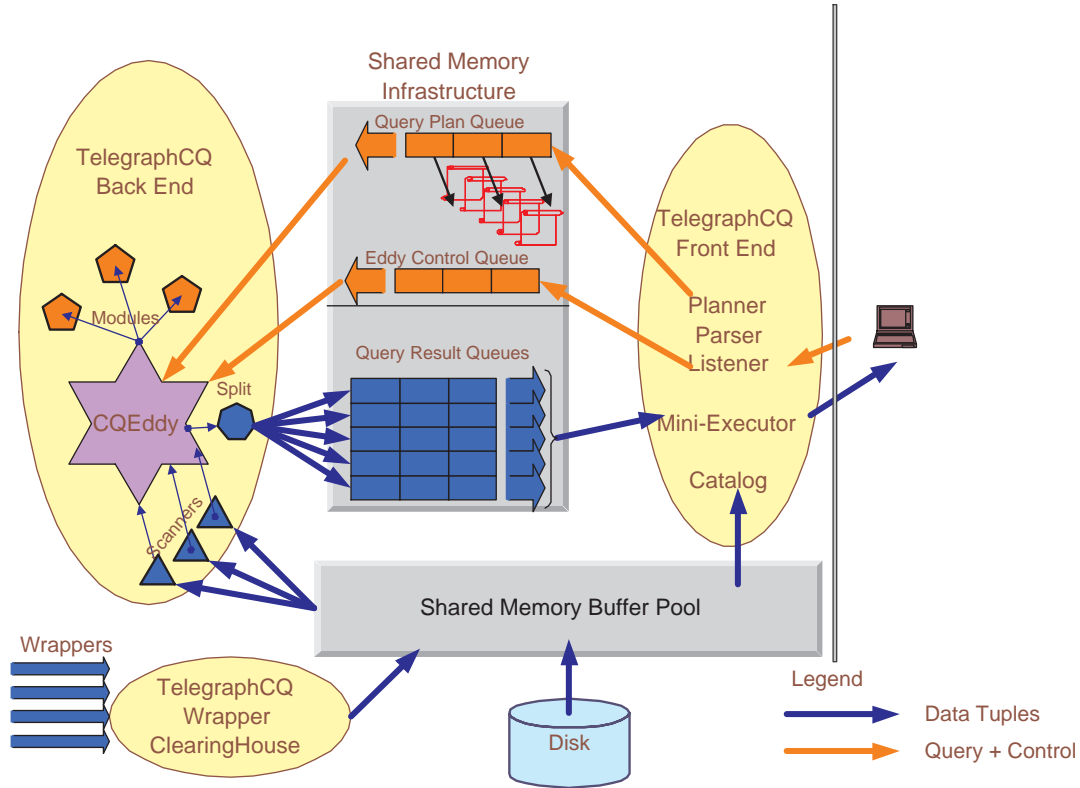 Shared Memory
Infrastructure
Query Plan Queue
TelegraphCQ
Back End
TelegraphCQ
Front End
Eddy Control Queue
Planner
Parser
Listener
Modules
Query Result Queues
Split
CQEddy
Mini-Executor
Catalog
Scanners
Shared Memory Buffer Pool
Wrappers
TelegraphCQ
Wrapper
ClearingHouse
Disk
Legend
Data Tuples
Query + Control